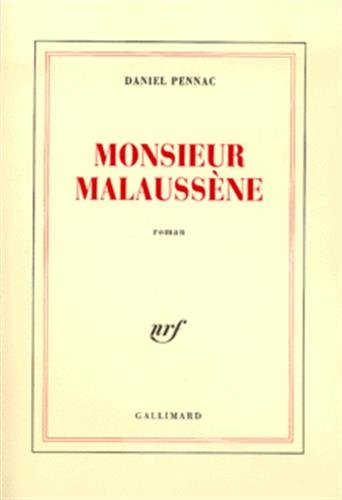 DANIEL PENNAC
MONSIEUR
MALAUSSÈNE
roman
nrf
GALLIMARD